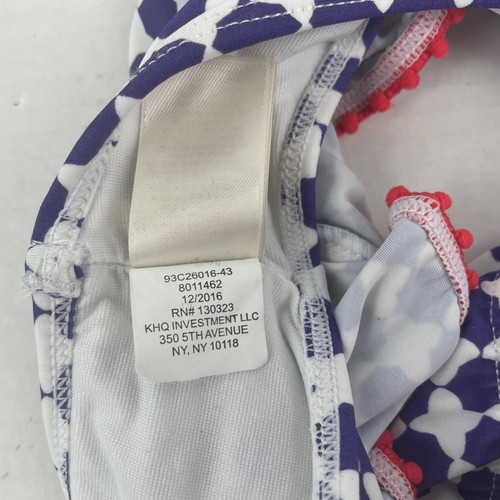 93C26016-43
8011462
12/2016
RN# 130323
KHQ INVESTMENT LLC
350 5TH AVENUE
NY, NY 10118